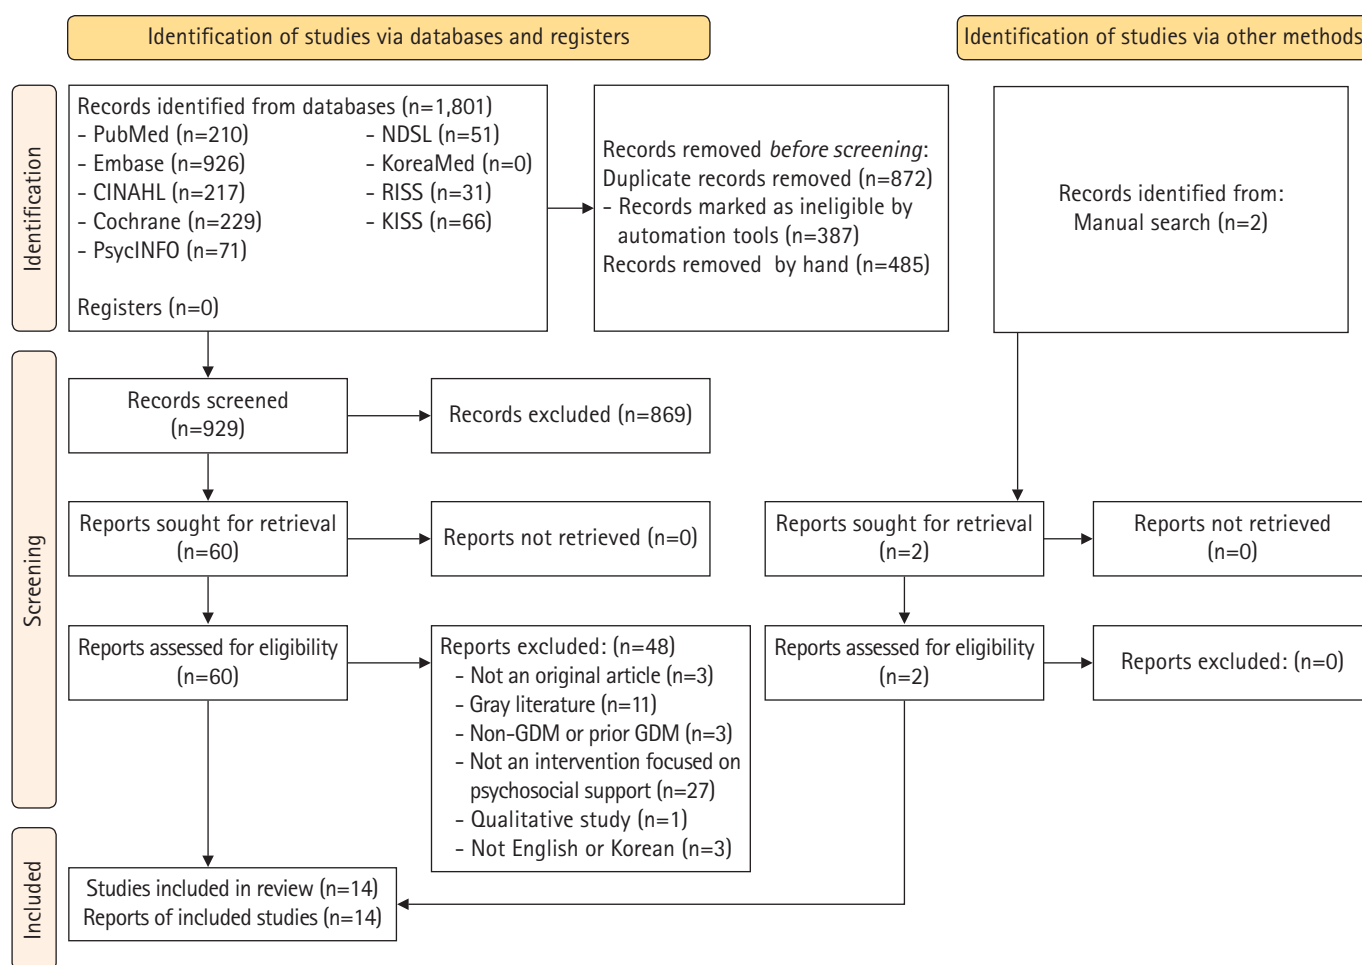 Identification of studies via databases and registers
Identification of studies via other methods
Identification
Records identified from databases (n=1,801)
- PubMed (n=210)
- Embase (n=926)
- CINAHL (n=217)
- Cochrane (n=229)
- PsycINFO (n=71)
- NDSL (n=51)
- KoreaMed (n=0)
- RISS (n=31)
- KISS (n=66)
Registers (n=0)
Records removed before screening:
Duplicate records removed (n=872)
- Records marked as ineligible by
automation tools (n=387)
Records removed by hand (n=485)
Records identified from:
Manual search (n=2)
Screening
Records screened
(n=929)
Records excluded (n=869)
Reports sought for retrieval
(n=60)
Reports not retrieved (n=0)
Reports sought for retrieval
(n=2)
Reports not retrieved
(n=0)
Reports assessed for eligibility
(n=60)
Reports excluded: (n=48)
- Not an original article (n=3)
- Gray literature (n=11)
- Non-GDM or prior GDM (n=3)
- Not an intervention focused on
psychosocial support (n=27)
- Qualitative study (n=1)
- Not English or Korean (n=3)
Reports assessed for eligibility
(n=2)
Reports excluded: (n=0)
Included
Studies included in review (n=14)
Reports of included studies (n=14)